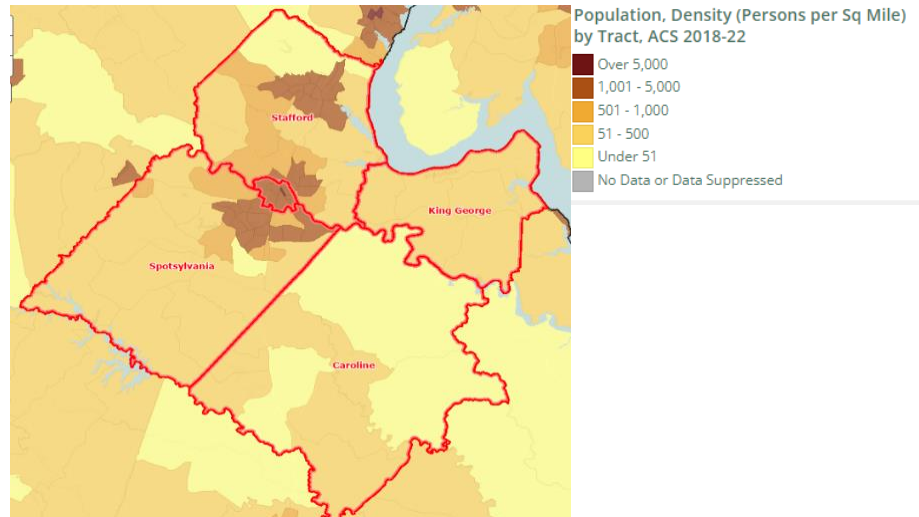 Population, Density (Persons per Sq Mile)
by Tract, ACS 2018-22
Over 5,000
1,001 - 5,000
501 - 1,000
51 - 500
Under 51
No Data or Data Suppressed
Stafford
King George
Spotsylvania
Caroline